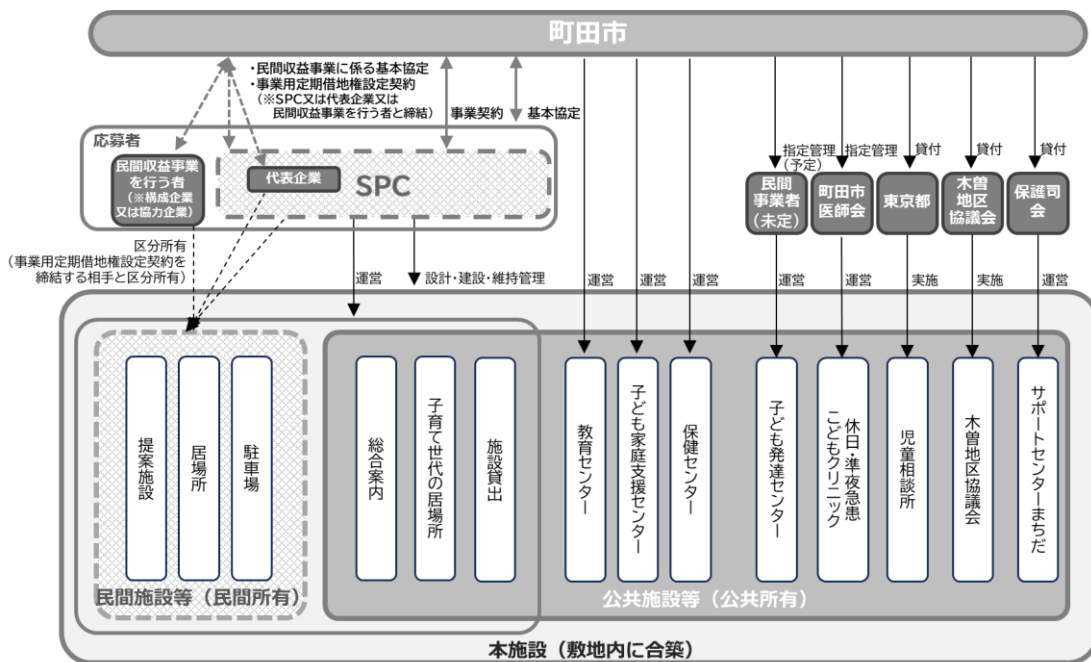 町田市
・民間収益事業に係る基本協定
・事業用定期借地権設定契約
（※SPC又は代表企業又は
民間収益事業を行う者と締結）
事業契約
基本協定
応募者
民間収益事業
を行う者
（※構成企業
又は協力企業）
代表企業
SPC
指定管理
（予定）
指定管理
貸付
貸付
貸付
民間
事業者
（未定）
町田市
医師会
東京都
木曽
地区
協議会
保護司
会
区分所有
（事業用定期借地権設定契約を
締結する相手と区分所有）
運営
設計・建設・維持管理
運営
運営
運営
運営
運営
実施
実施
運営
提案施設
居場所
駐車場
総合案内
子育て世代の居場所
施設貸出
教育センター
子ども家庭支援センター
保健センター
子ども発達センター
休日・準夜急患
こどもクリニック
児童相談所
木曽地区協議会
サポートセンターまちだ
民間施設等（民間所有）
公共施設等（公共所有）
本施設（敷地内に合築）